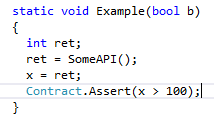 static void Example(bool b)
{
int ret;
ret = SomeAPI();
x = ret;
Contract.Assert(x > 100);
}